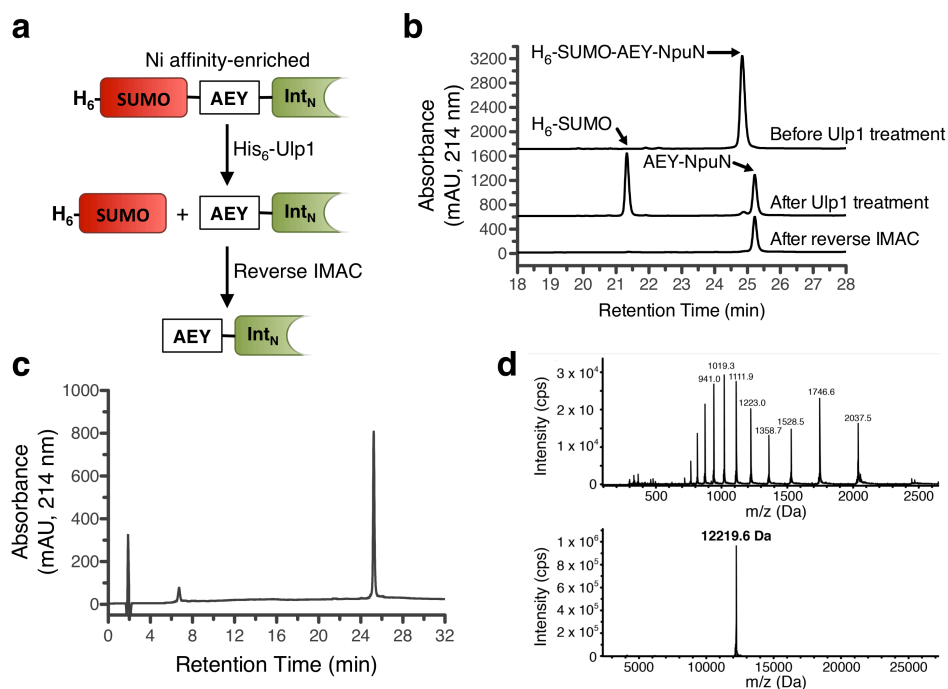 a
Ni affinity-enriched
H6- SUMO AEY IntN
His6-Ulp1
H6- SUMO + AEY IntN
Reverse IMAC
AEY IntN
b
Absorbance
(mAU, 214 nm)
3200
2800
2400
2000
1600
1200
800
400
0
H6-SUMO-AEY-NpuN
Before Ulp1 treatment
H6-SUMO
AEY-NpuN
After Ulp1 treatment
After reverse IMAC
18 19 20 21 22 23 24 25 26 27 28
Retention Time (min)
c
Absorbance
(mAU, 214 nm)
1000
800
600
400
200
0
0 4 8 12 16 20 24 28 32
Retention Time (min)
d
Intensity (cps)
3 x 10⁴
2 x 10⁴
1 x 10⁴
0
941.0
1019.3
1111.9
1223.0
1358.7
1528.5
1746.6
2037.5
500 1000 1500 2000 2500
m/z (Da)
12219.6 Da
Intensity (cps)
1 x 10⁶
8 x 10⁵
6 x 10⁵
4 x 10⁵
2 x 10⁵
0
5000 10000 15000 20000 25000
m/z (Da)